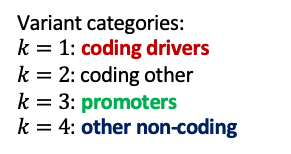 Variant categories:
k = 1: coding drivers
k = 2: coding other
k = 3: promoters
k = 4: other non-coding